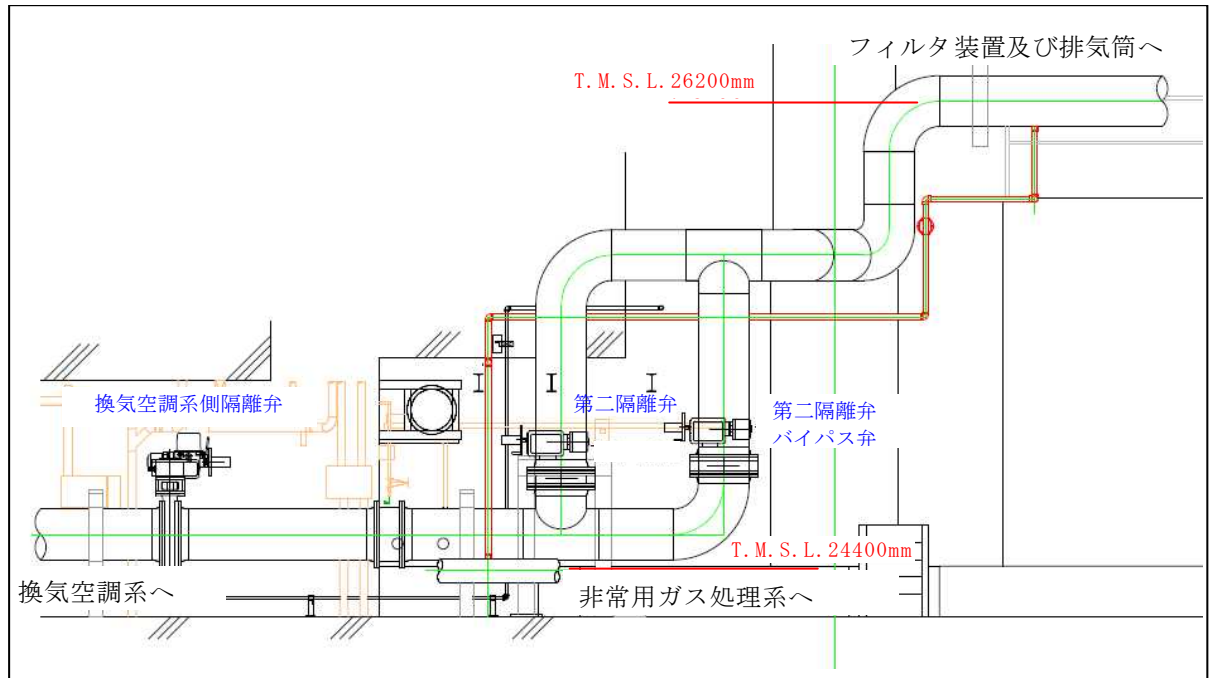 フィルタ装置及び排気筒へ
T.M.S.L.26200mm
換気空調系側隔離弁
第二隔離弁
第二隔離弁
バイパス弁
T.M.S.L.24400mm
換気空調系へ
非常用ガス処理系へ